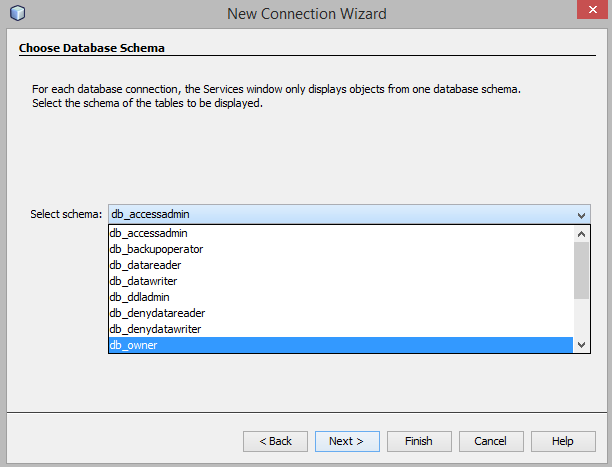 New Connection Wizard
Choose Database Schema
For each database connection, the Services window only displays objects from one database schema.
Select the schema of the tables to be displayed.
Select schema: db_accessadmin
db_accessadmin
db_backupoperator
db_datareader
db_datawriter
db_ddladmin
db_denydatareader
db_denydatawriter
db_owner
< Back Next > Finish Cancel Help